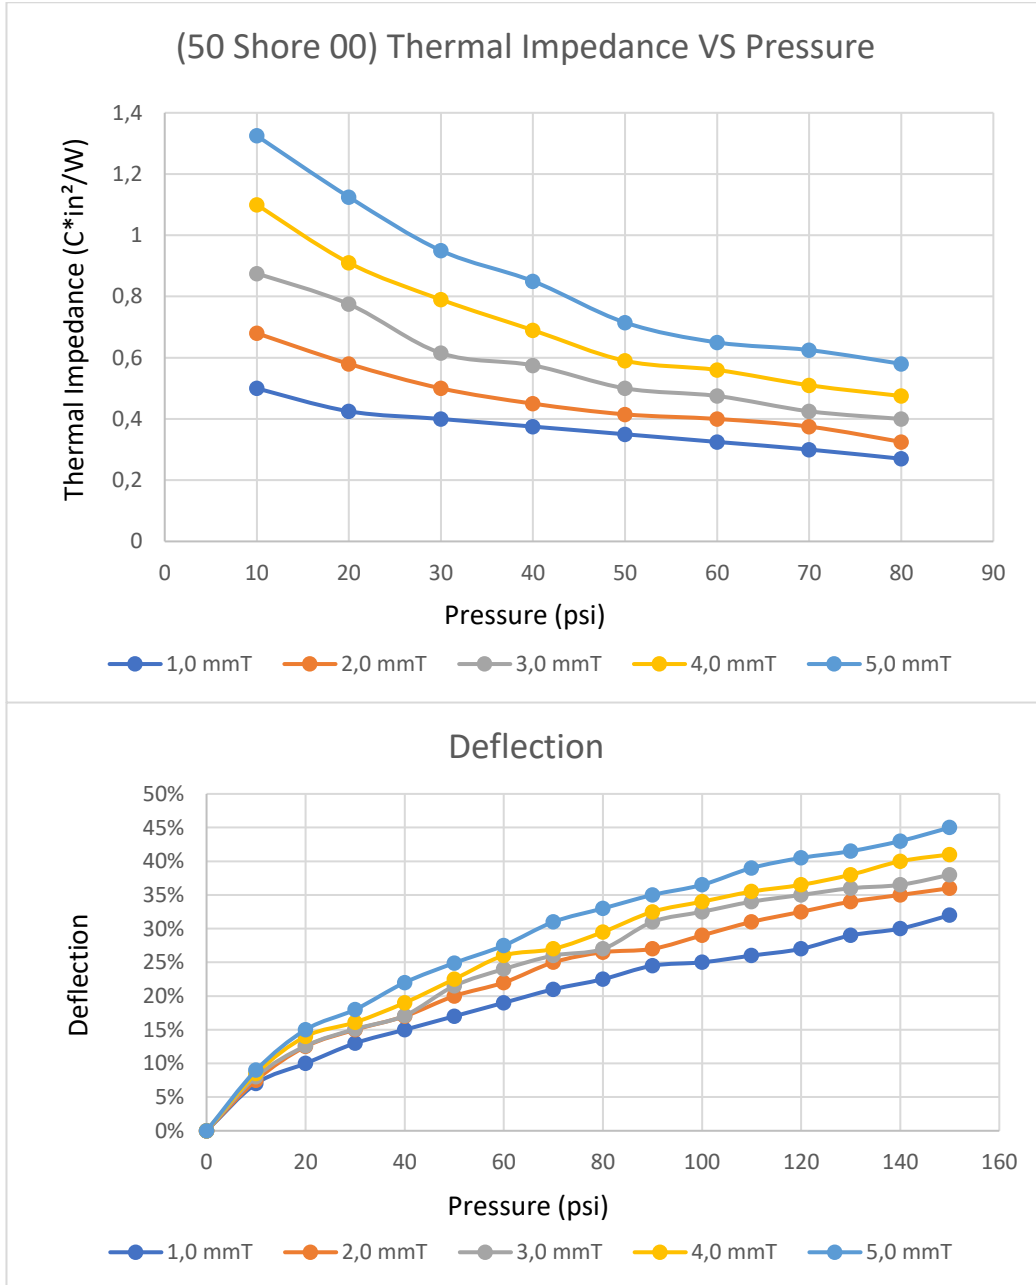 (50 Shore 00) Thermal Impedance VS Pressure
Thermal Impedance (C*in²/W)
1,4
1,2
1
0,8
0,6
0,4
0,2
0
0 10 20 30 40 50 60 70 80 90
Pressure (psi)
1,0 mmT 2,0 mmT 3,0 mmT 4,0 mmT 5,0 mmT
Deflection
Deflection
50%
45%
40%
35%
30%
25%
20%
15%
10%
5%
0%
0 20 40 60 80 100 120 140 160
Pressure (psi)
1,0 mmT 2,0 mmT 3,0 mmT 4,0 mmT 5,0 mmT